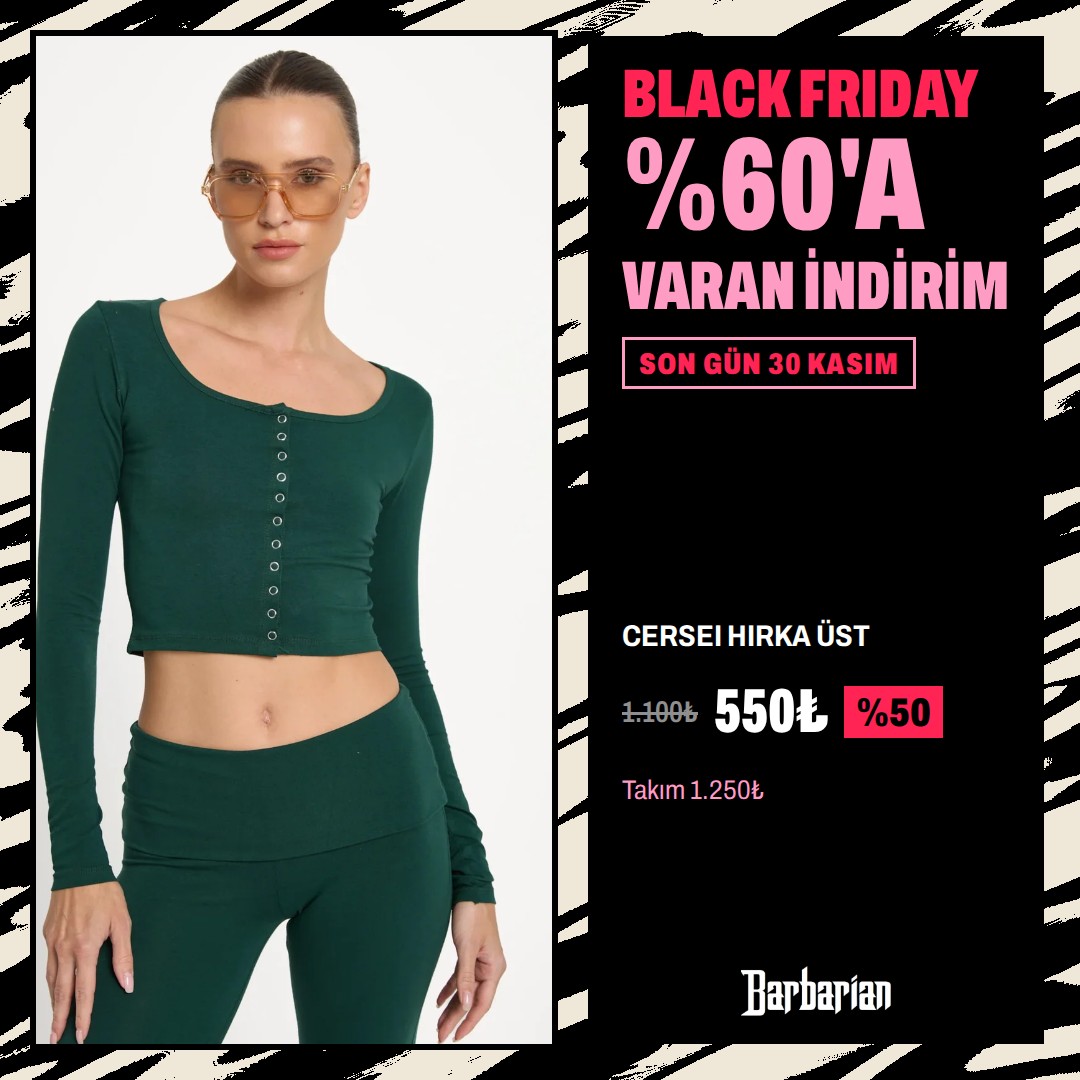 BLACK FRIDAY
%60'A
VARAN İNDİRİM
SON GÜN 30 KASIM
CERSEI HIRKA ÜST
1.100₺ 550₺ %50
Takım 1.250₺
Barbarian